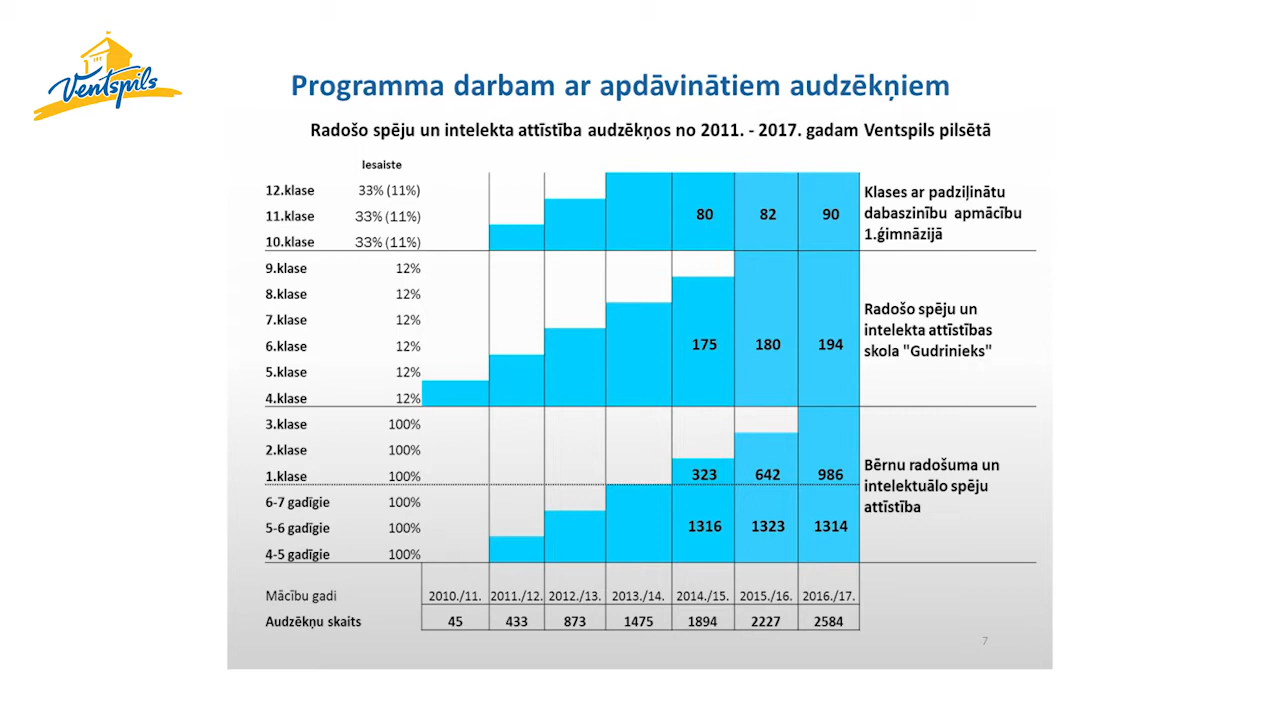 Ventspils
Programma darbam ar apdāvinātiem audzēkņiem
Radošo spēju un intelekta attīstība audzēkņos no 2011. - 2017. gadam Ventspils pilsētā
Iesaiste
12.klase 33% (11%)
11.klase 33% (11%)
10.klase 33% (11%)
80 82 90
Klases ar padziļinātu
dabaszinību apmācību
1.ģimnāzijā
9.klase 12%
8.klase 12%
7.klase 12%
6.klase 12%
5.klase 12%
4.klase 12%
175 180 194
Radošo spēju un
intelekta attīstības
skola "Gudrinieks"
3.klase 100%
2.klase 100%
1.klase 100% 323 642 986
6-7 gadīgie 100%
5-6 gadīgie 100% 1316 1323 1314
4-5 gadīgie 100%
Bērnu radošuma un
intelektuālo spēju
attīstība
Mācību gadi 2010./11. 2011./12. 2012./13. 2013./14. 2014./15. 2015./16. 2016./17.
Audzēkņu skaits 45 433 873 1475 1894 2227 2584
7